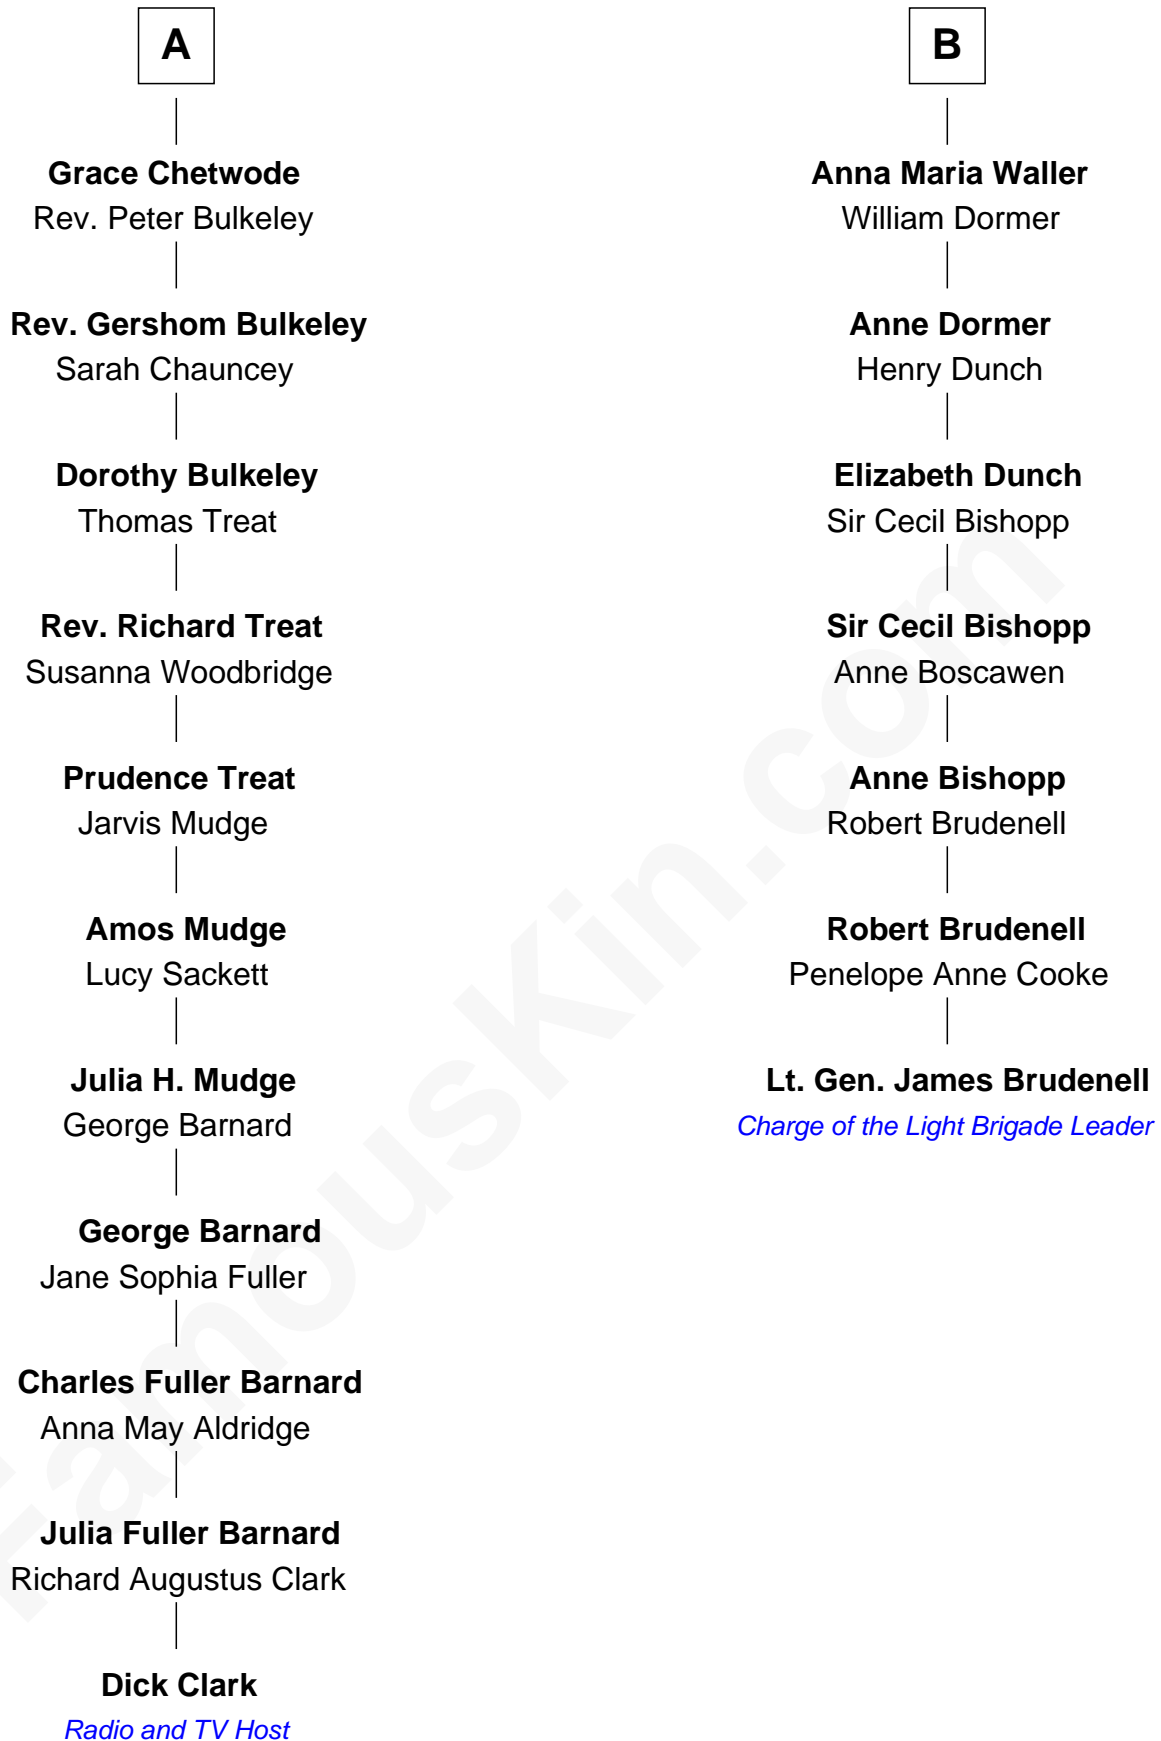 A
Grace Chetwode
Rev. Peter Bulkeley
Rev. Gershom Bulkeley
Sarah Chauncey
Dorothy Bulkeley
Thomas Treat
Rev. Richard Treat
Susanna Woodbridge
Prudence Treat
Jarvis Mudge
Amos Mudge
Lucy Sackett
Julia H. Mudge
George Barnard
George Barnard
Jane Sophia Fuller
Charles Fuller Barnard
Anna May Aldridge
Julia Fuller Barnard
Richard Augustus Clark
Dick Clark
Radio and TV Host
B
Anna Maria Waller
William Dormer
Anne Dormer
Henry Dunch
Elizabeth Dunch
Sir Cecil Bishopp
Sir Cecil Bishopp
Anne Boscawen
Anne Bishopp
Robert Brudenell
Robert Brudenell
Penelope Anne Cooke
Lt. Gen. James Brudenell
Charge of the Light Brigade Leader
FamousKin.com